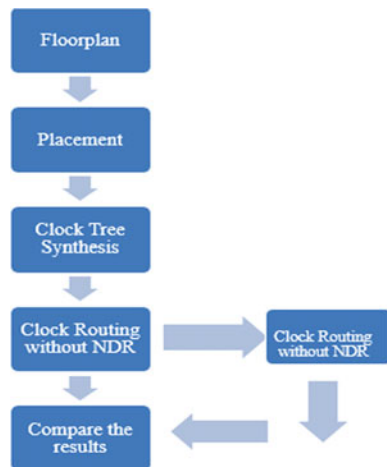 Floorplan
Placement
Clock Tree
Synthesis
Clock Routing
without NDR
Clock Routing
without NDR
Compare the
results